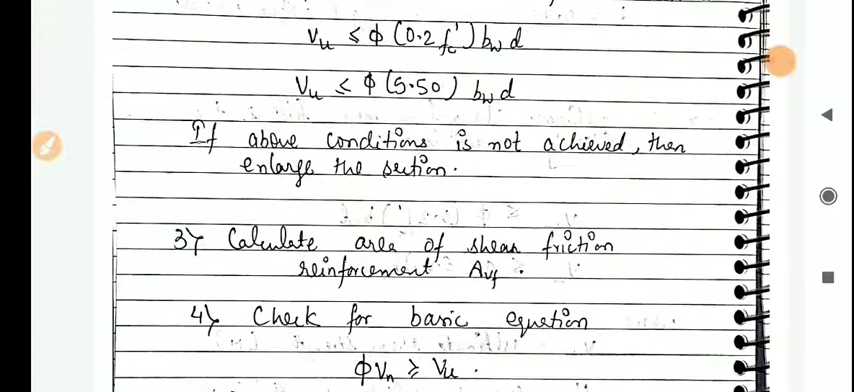 Vu ≤ Φ (0.2 fc') bw d
Vu ≤ Φ (5.50) bw d
If above conditions is not achieved, then
enlarge the section.
3) Calculate area of shear friction
reinforcement Avf.
4) Check for basic equetion
ΦVn ≥ Vu.